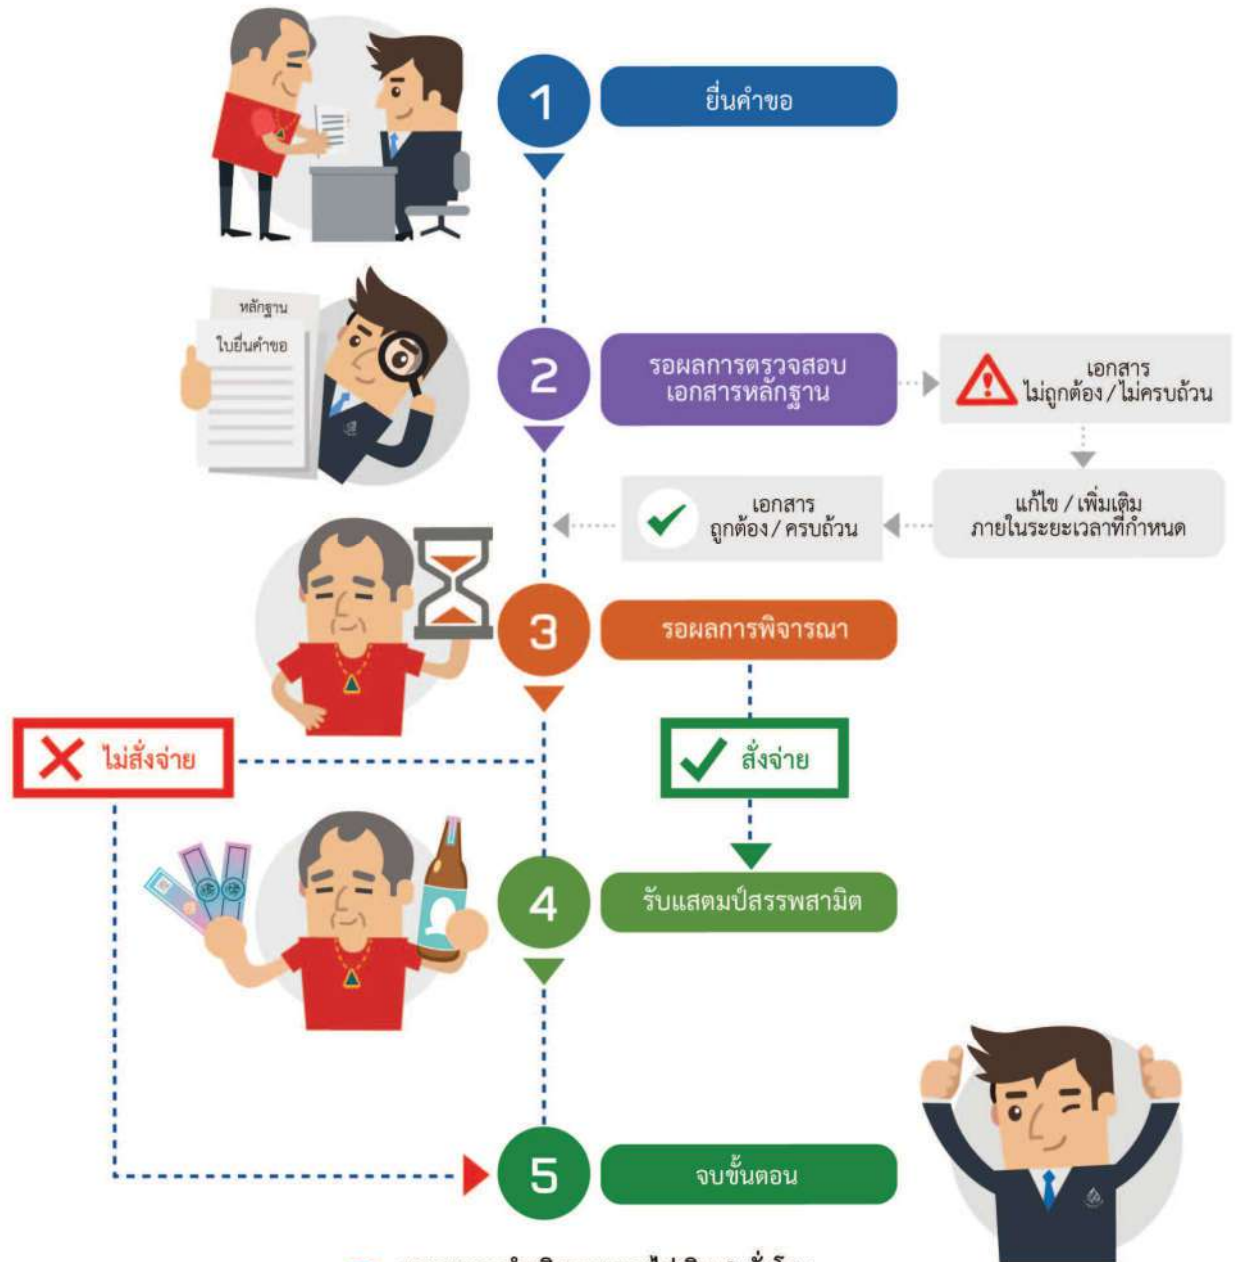 1
ยื่นคำขอ
หลักฐาน
ใบยื่นคำขอ
2
รอผลการตรวจสอบ
เอกสารหลักฐาน
เอกสาร
ไม่ถูกต้อง / ไม่ครบถ้วน
แก้ไข / เพิ่มเติม
ภายในระยะเวลาที่กำหนด
เอกสาร
ถูกต้อง / ครบถ้วน
3
รอผลการพิจารณา
ไม่สั่งจ่าย
สั่งจ่าย
4
รับแสตมป์สรรพสามิต
5
จบขั้นตอน